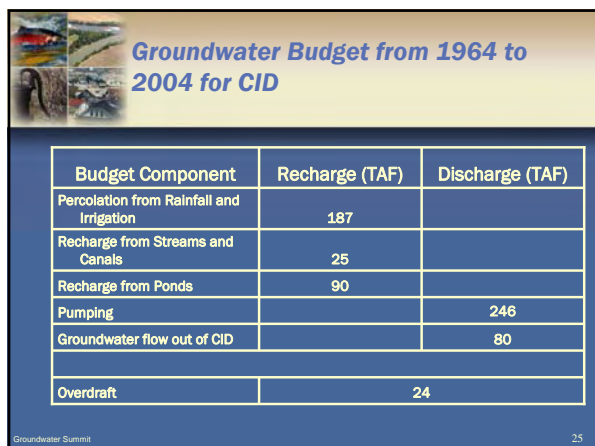 Groundwater Budget from 1964 to
2004 for CID
Budget Component Recharge (TAF) Discharge (TAF)
Percolation from Rainfall and
Irrigation 187
Recharge from Streams and
Canals 25
Recharge from Ponds 90
Pumping 246
Groundwater flow out of CID 80
Overdraft 24
Groundwater Summit 25